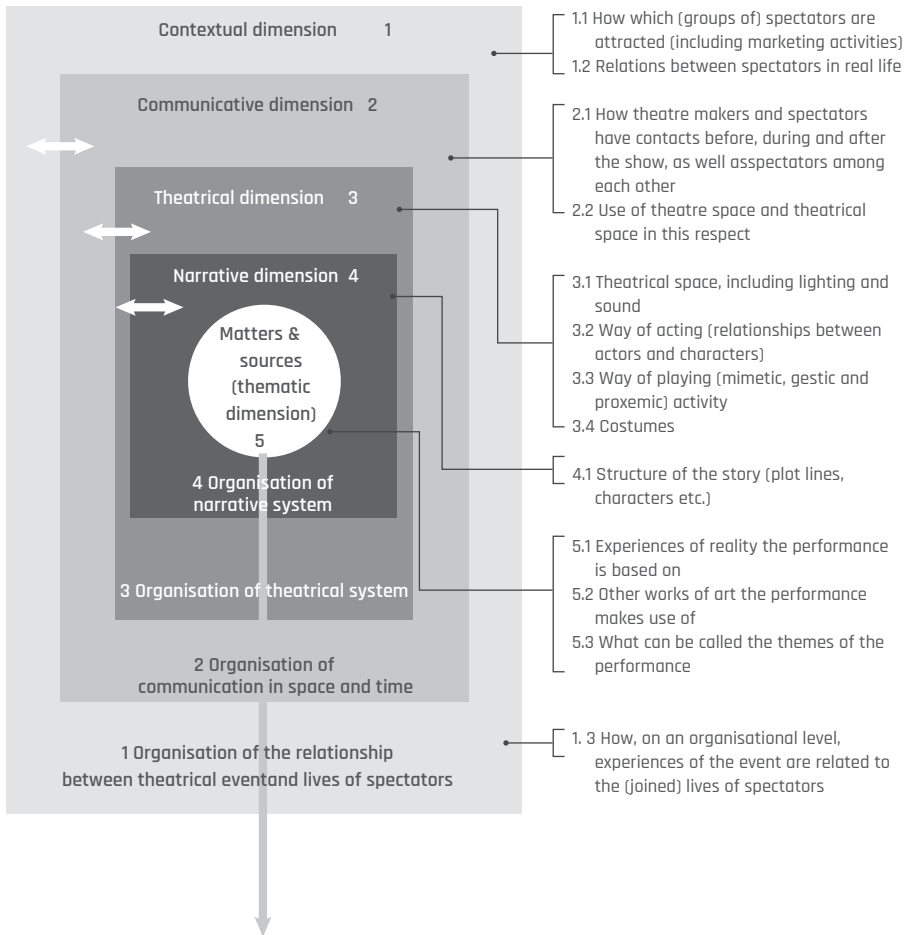 Contextual dimension 1
Communicative dimension 2
Theatrical dimension 3
Narrative dimension 4
Matters &
sources
(thematic
dimension)
5
4 Organisation of
narrative system
3 Organisation of theatrical system
2 Organisation of
communication in space and time
1 Organisation of the relationship
between theatrical eventand lives of spectators
1.1 How which (groups of) spectators are
attracted (including marketing activities)
1.2 Relations between spectators in real life
2.1 How theatre makers and spectators
have contacts before, during and after
the show, as well asspectators among
each other
2.2 Use of theatre space and theatrical
space in this respect
3.1 Theatrical space, including lighting and
sound
3.2 Way of acting (relationships between
actors and characters)
3.3 Way of playing (mimetic, gestic and
proxemic) activity
3.4 Costumes
4.1 Structure of the story (plot lines,
characters etc.)
5.1 Experiences of reality the performance
is based on
5.2 Other works of art the performance
makes use of
5.3 What can be called the themes of the
performance
1. 3 How, on an organisational level,
experiences of the event are related to
the (joined) lives of spectators